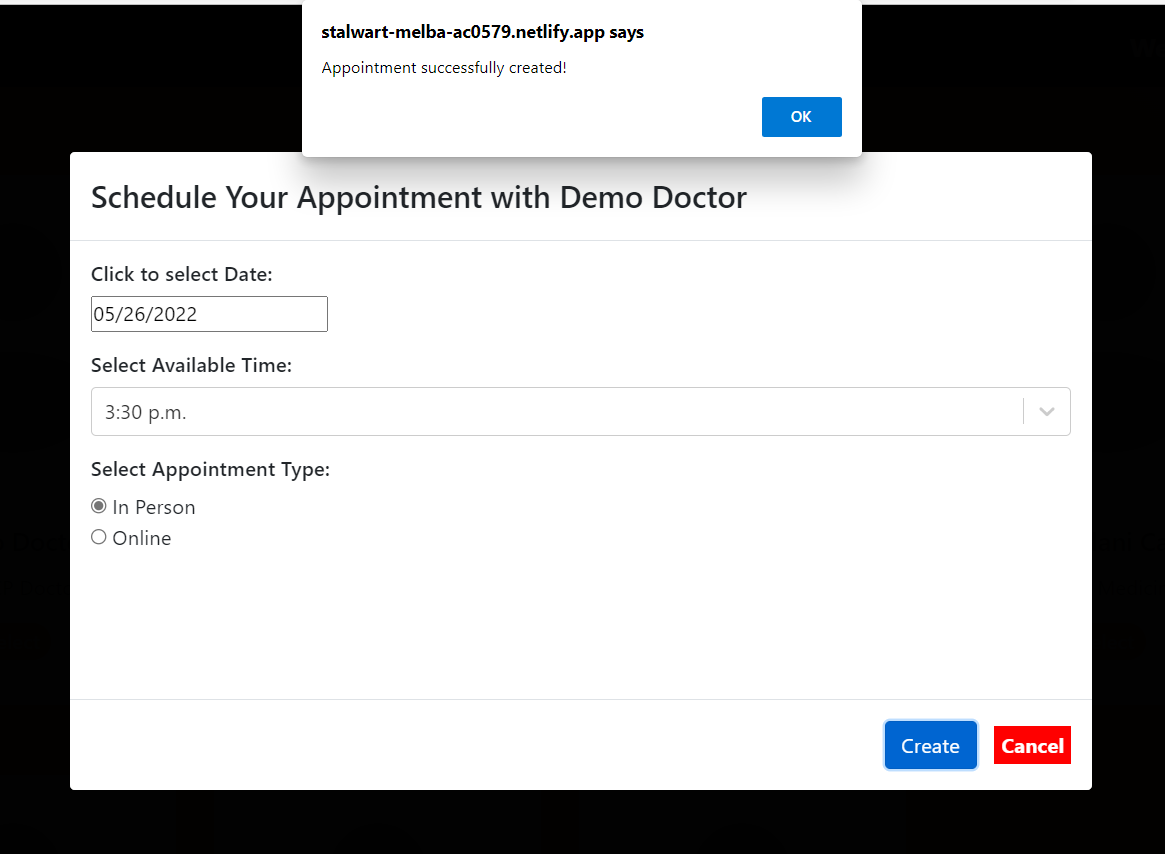 stalwart-melba-ac0579.netlify.app says
Appointment successfully created!
OK
Schedule Your Appointment with Demo Doctor
Click to select Date:
05/26/2022
Select Available Time:
3:30 p.m.
Select Appointment Type:
In Person
Online
Create
Cancel